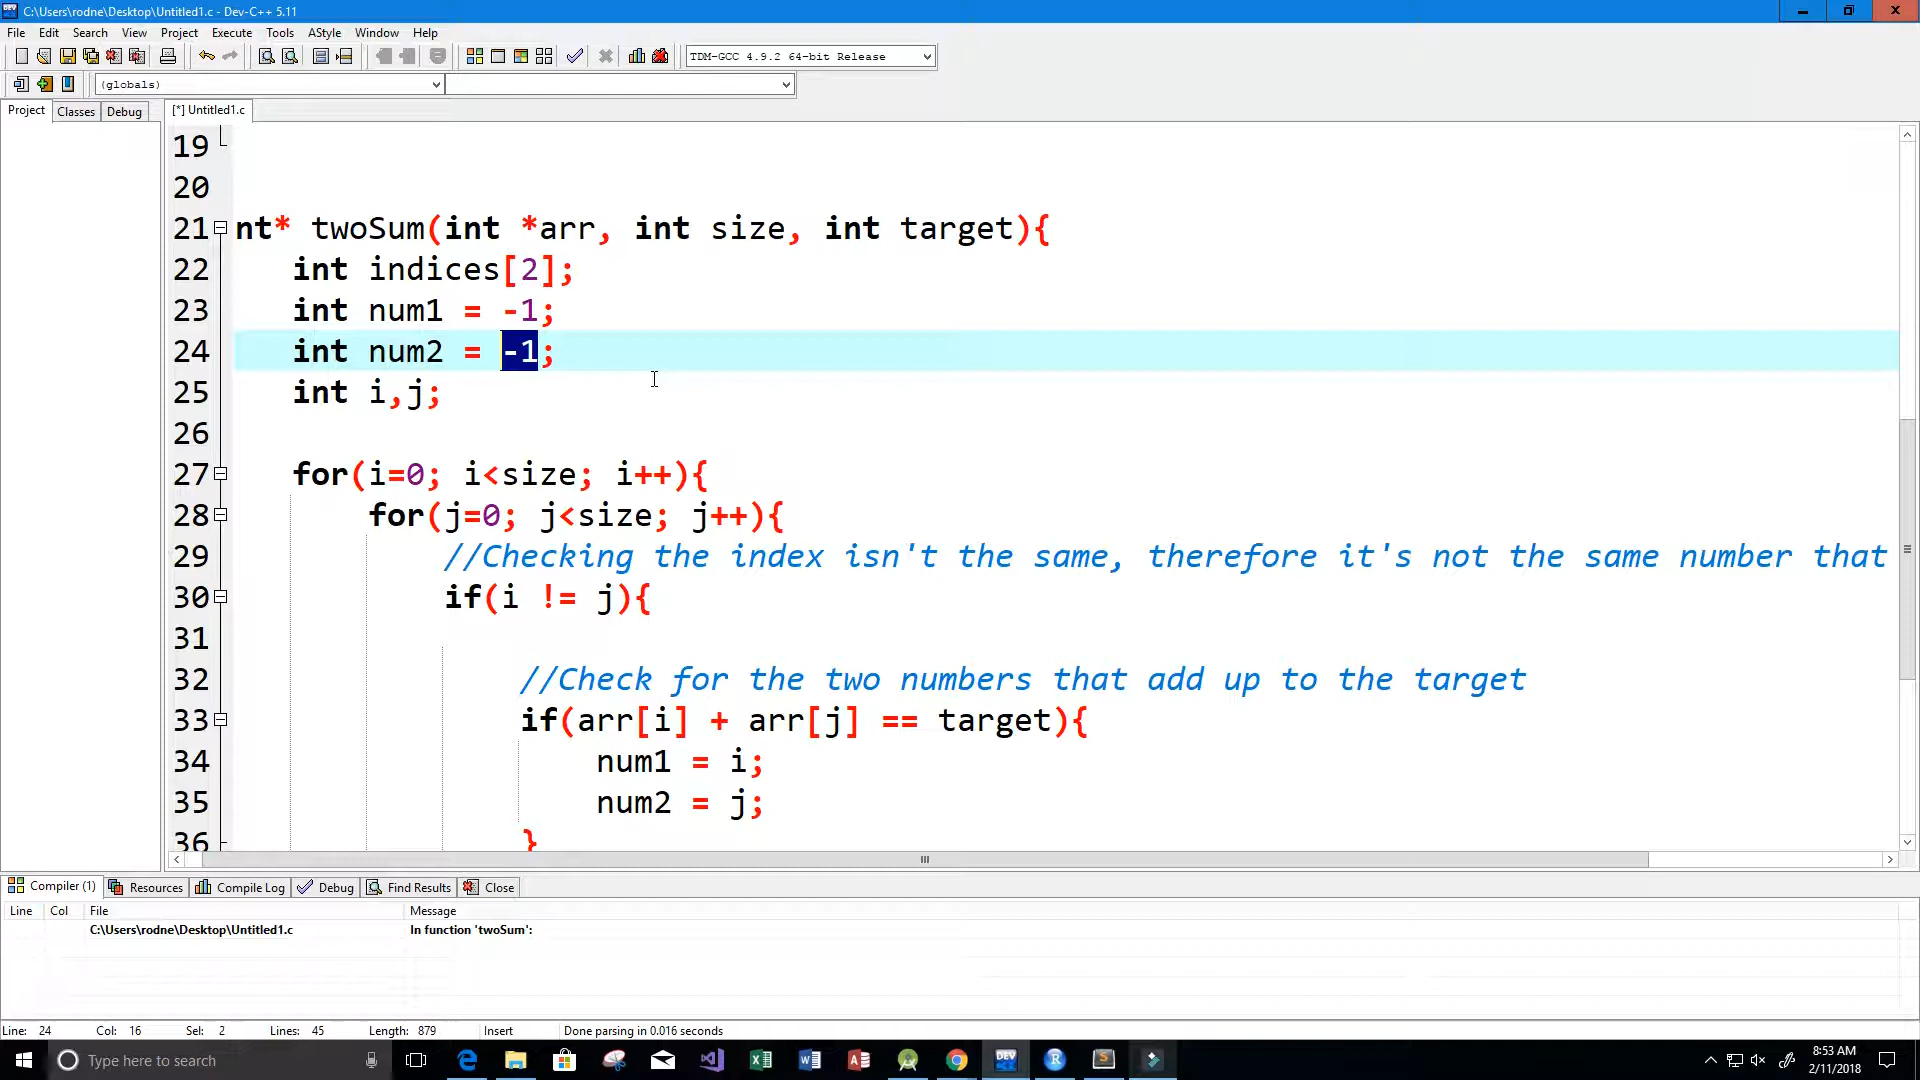 C:\Users\rodne\Desktop\Untitled1.c - Dev-C++ 5.11
File Edit Search View Project Execute Tools AStyle Window Help
TDM-GCC 4.9.2 64-bit Release
(globals)
Project Classes Debug [*] Untitled1.c
19
20
21 nt* twoSum(int *arr, int size, int target){
22 int indices[2];
23 int num1 = -1;
24 int num2 = -1;
25 int i,j;
26
27 for(i=0; i<size; i++){
28 for(j=0; j<size; j++){
29 //Checking the index isn't the same, therefore it's not the same number that
30 if(i != j){
31
32 //Check for the two numbers that add up to the target
33 if(arr[i] + arr[j] == target){
34 num1 = i;
35 num2 = j;
36 }
Compiler (1) Resources Compile Log Debug Find Results Close
Line Col File Message
C:\Users\rodne\Desktop\Untitled1.c In function 'twoSum':
Line: 24 Col: 16 Sel: 2 Lines: 45 Length: 879 Insert Done parsing in 0.016 seconds
Type here to search
DEV
R
S
8:53 AM
2/11/2018